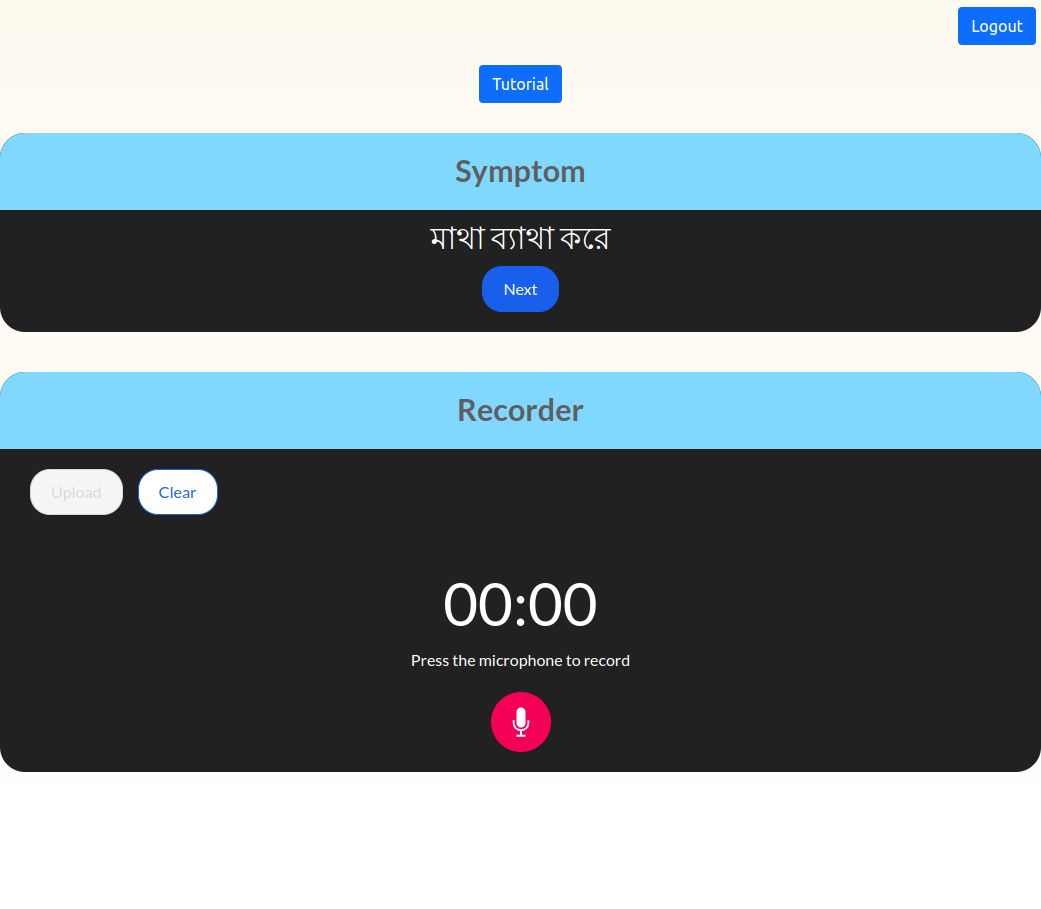 Logout
Tutorial
Symptom
মাথা ব্যাথা করে
Next
Recorder
Upload Clear
00:00
Press the microphone to record